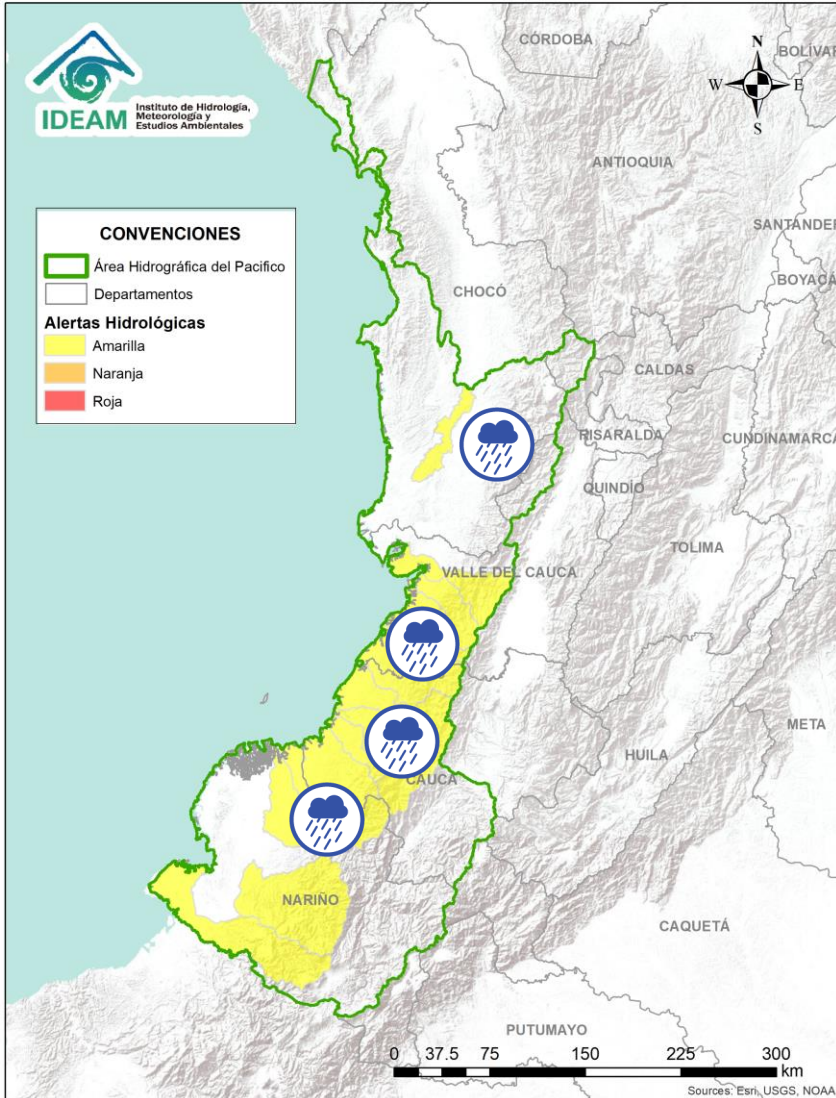 IDEAM
Instituto de Hidrología,
Meteorología y
Estudios Ambientales
N
W
E
S
CONVENCIONES
Área Hidrográfica del Pacifico
Departamentos
Alertas Hidrológicas
Amarilla
Naranja
Roja
CÓRDOBA
BOLÍVAR
ANTIOQUIA
SANTANDER
BOYACÁ
CHOCÓ
CALDAS
RISARALDA
CUNDINAMARCA
QUINDÍO
TOLIMA
VALLE DEL CAUCA
META
HUILA
CAUCA
NARIÑO
CAQUETÁ
PUTUMAYO
0 37.5 75 150 225 300
km
Sources: Esri, USGS, NOAA